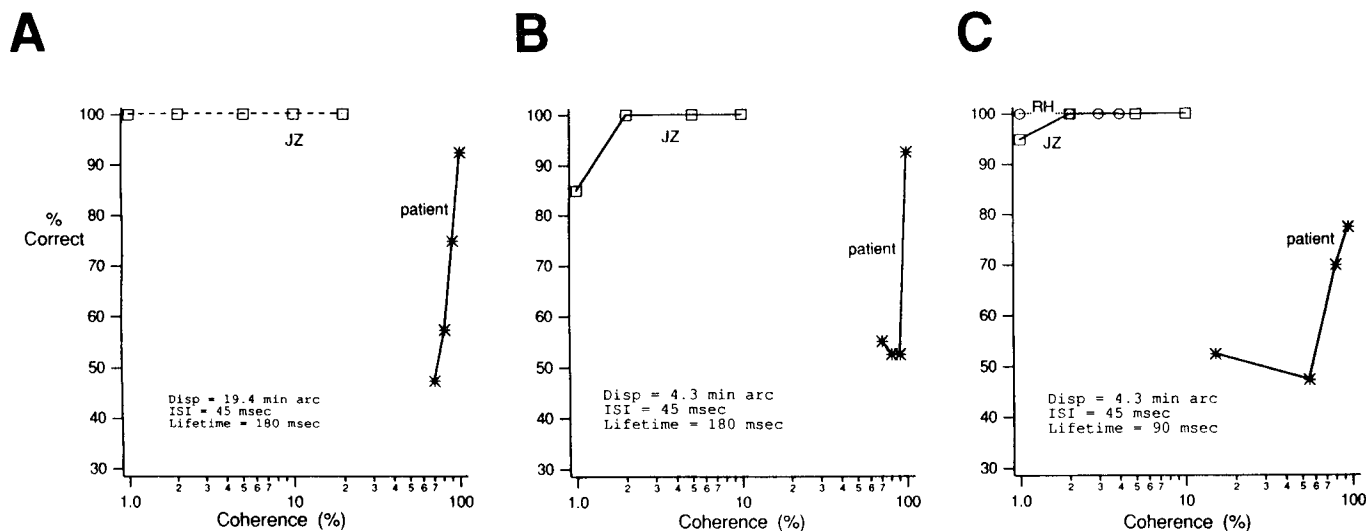 A
B
C
100
90
80
70
60
50
40
30
%
Correct
JZ
patient
Disp = 19.4 min arc
ISI = 45 msec
Lifetime = 180 msec
1.0 2 3 4 5 6 7 10 2 3 4 5 6 7 100
Coherence (%)
100
90
80
70
60
50
40
30
JZ
patient
Disp = 4.3 min arc
ISI = 45 msec
Lifetime = 180 msec
1.0 2 3 4 5 6 7 10 2 3 4 5 6 7 100
Coherence (%)
100
90
80
70
60
50
40
30
RH
JZ
patient
Disp = 4.3 min arc
ISI = 45 msec
Lifetime = 90 msec
1.0 2 3 4 5 6 7 10 2 3 4 5 6 7 100
Coherence (%)